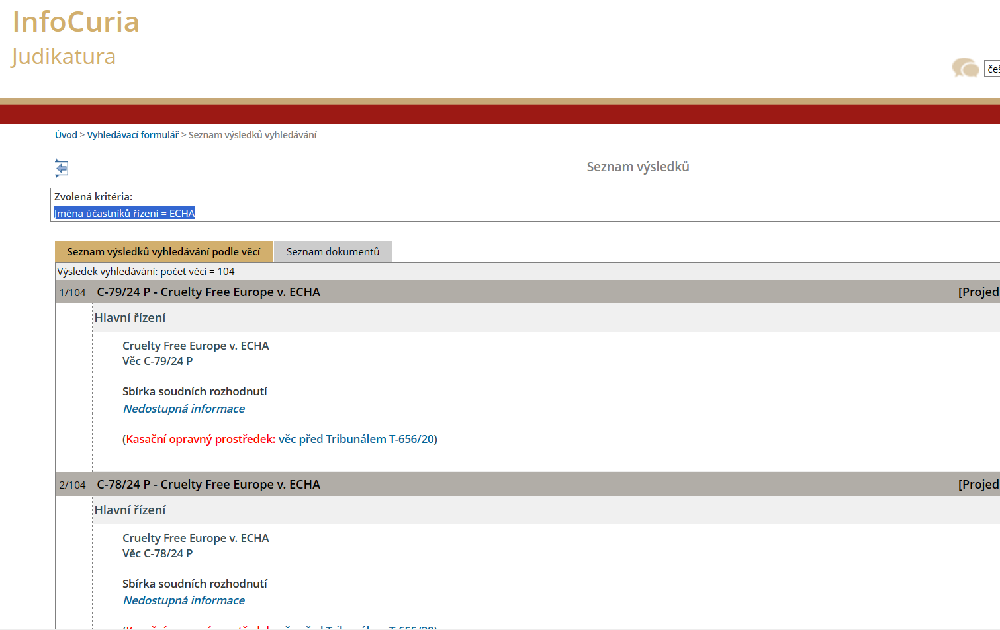 InfoCuria
Judikatura
Úvod > Vyhledávací formulář > Seznam výsledků vyhledávání
Seznam výsledků
Zvolená kritéria:
Jména účastníků řízení = ECHA
Seznam výsledků vyhledávání podle věcí Seznam dokumentů
Výsledek vyhledávání: počet věcí = 104
1/104 C-79/24 P - Cruelty Free Europe v. ECHA [Projed
Hlavní řízení
Cruelty Free Europe v. ECHA
Věc C-79/24 P
Sbírka soudních rozhodnutí
Nedostupná informace
(Kasační opravný prostředek: věc před Tribunálem T-656/20)
2/104 C-78/24 P - Cruelty Free Europe v. ECHA [Projed
Hlavní řízení
Cruelty Free Europe v. ECHA
Věc C-78/24 P
Sbírka soudních rozhodnutí
Nedostupná informace